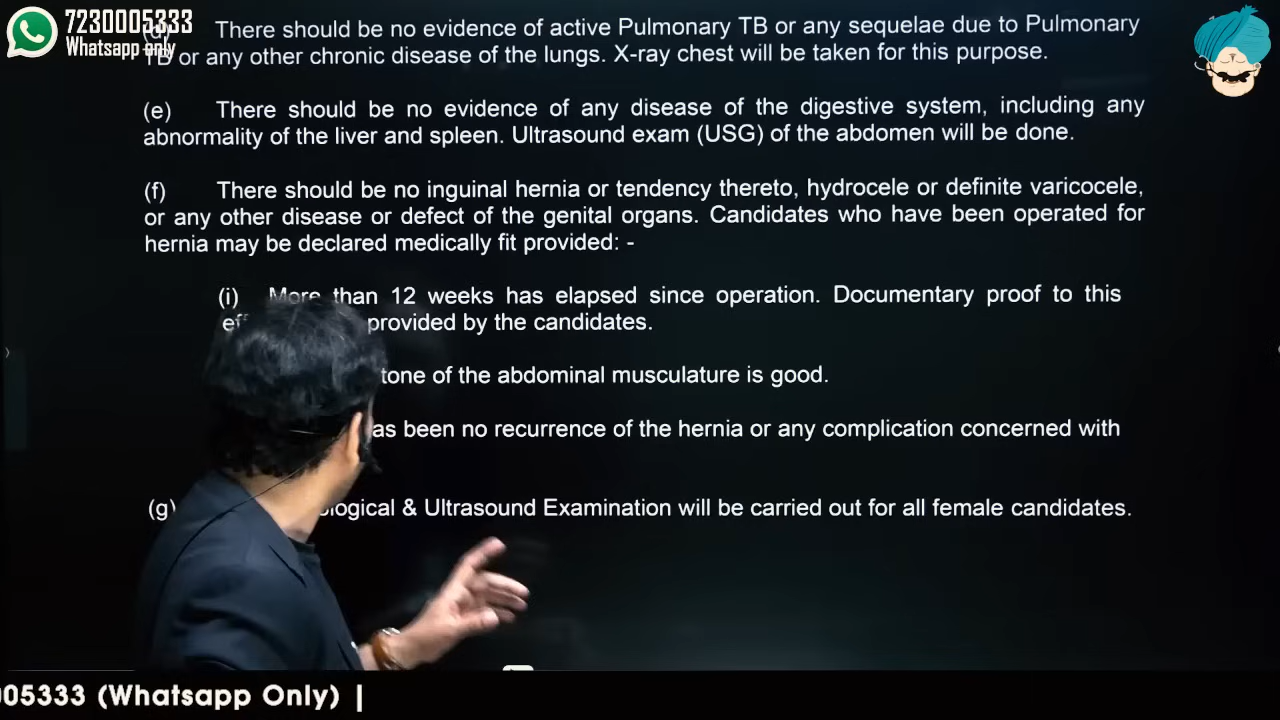 7230005333
Whatsapp only
There should be no evidence of active Pulmonary TB or any sequelae due to Pulmonary
TB or any other chronic disease of the lungs. X-ray chest will be taken for this purpose.
(e) There should be no evidence of any disease of the digestive system, including any
abnormality of the liver and spleen. Ultrasound exam (USG) of the abdomen will be done.
(f) There should be no inguinal hernia or tendency thereto, hydrocele or definite varicocele,
or any other disease or defect of the genital organs. Candidates who have been operated for
hernia may be declared medically fit provided: -
(i) More than 12 weeks has elapsed since operation. Documentary proof to this
provided by the candidates.
tone of the abdominal musculature is good.
as been no recurrence of the hernia or any complication concerned with
(g) ological & Ultrasound Examination will be carried out for all female candidates.
05333 (Whatsapp Only) |